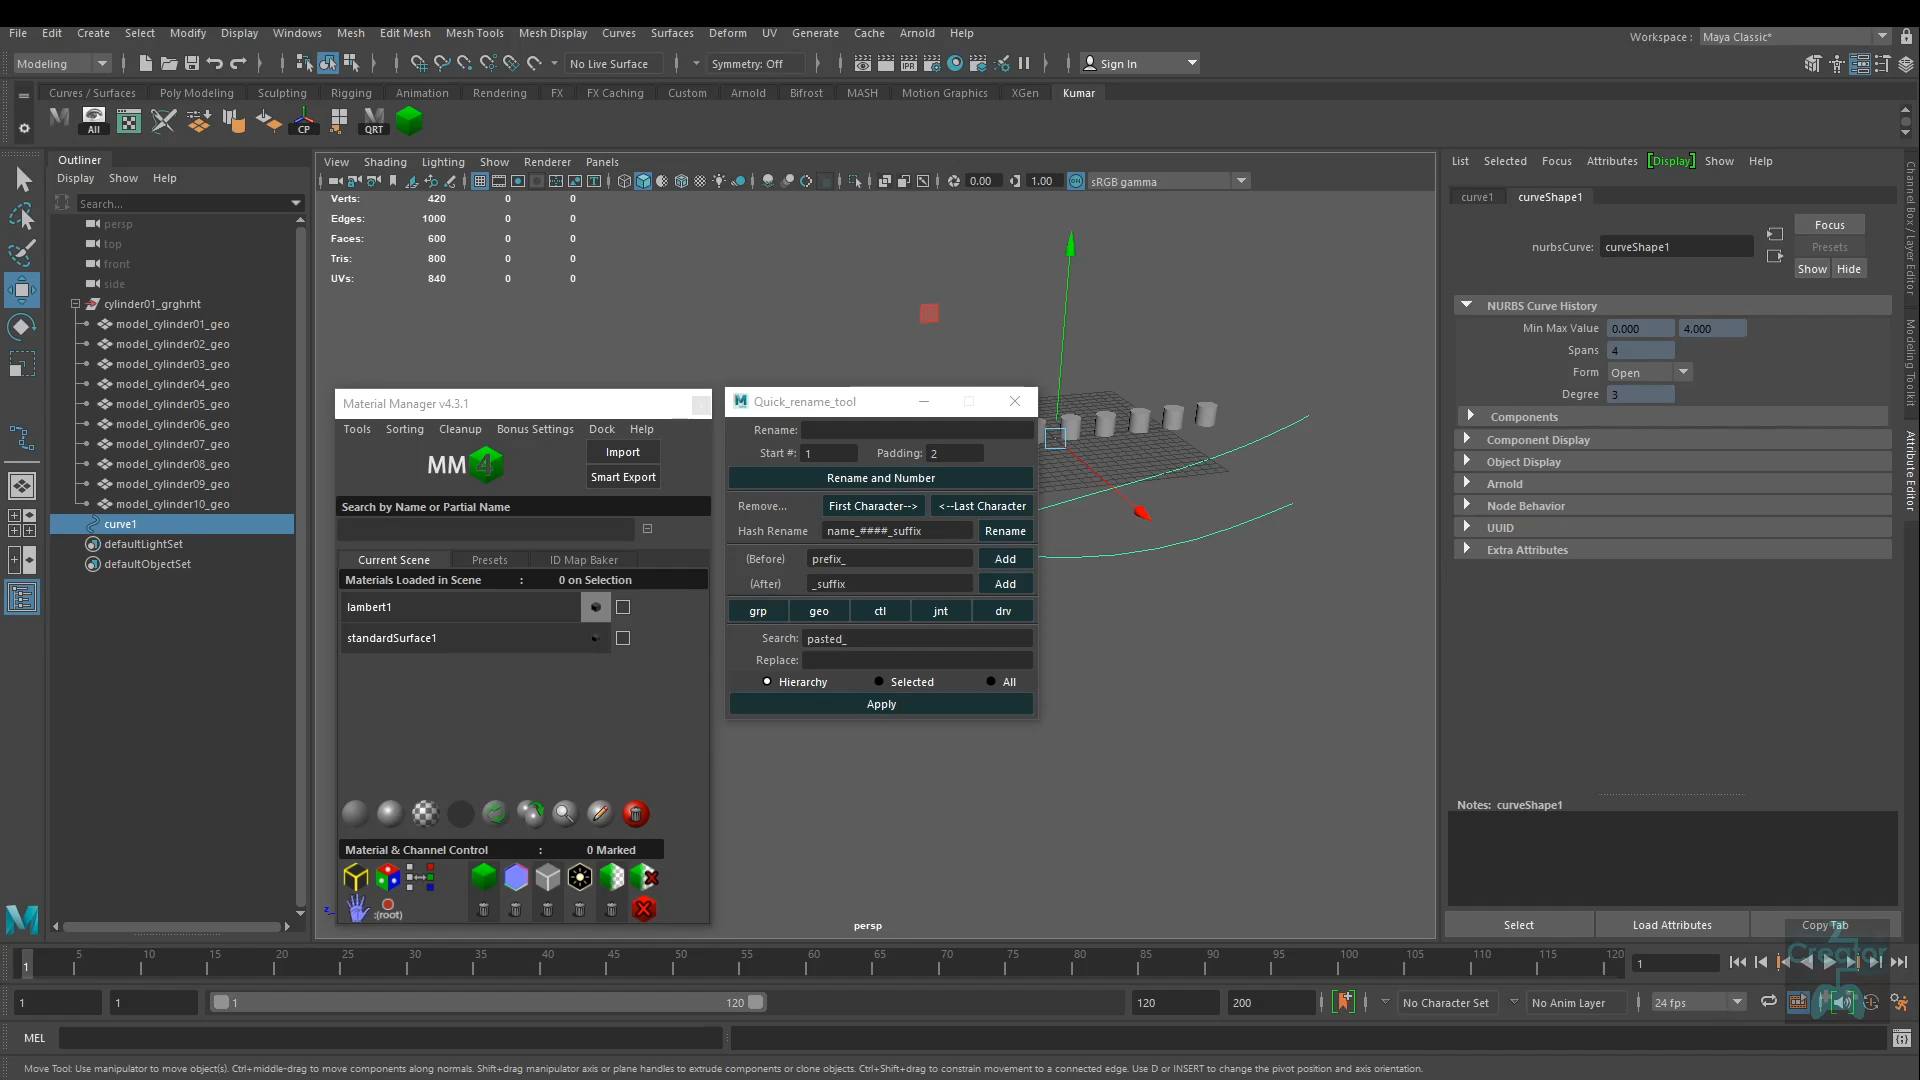 File Edit Create Select Modify Display Windows Mesh Edit Mesh Mesh Tools Mesh Display Curves Surfaces Deform UV Generate Cache Arnold Help
Workspace : Maya Classic*
Modeling No Live Surface Symmetry: Off Sign In
Curves / Surfaces Poly Modeling Sculpting Rigging Animation Rendering FX FX Caching Custom Arnold Bifrost MASH Motion Graphics XGen Kumar
All CP QRT
Outliner
Display Show Help
Search...
persp
top
front
side
cylinder01_grghrht
model_cylinder01_geo
model_cylinder02_geo
model_cylinder03_geo
model_cylinder04_geo
model_cylinder05_geo
model_cylinder06_geo
model_cylinder07_geo
model_cylinder08_geo
model_cylinder09_geo
model_cylinder10_geo
curve1
defaultLightSet
defaultObjectSet
View Shading Lighting Show Renderer Panels
0.00 1.00 sRGB gamma
Verts: 420 0 0
Edges: 1000 0 0
Faces: 600 0 0
Tris: 800 0 0
UVs: 840 0 0
Material Manager v4.3.1
Tools Sorting Cleanup Bonus Settings Dock Help
MM 4
Import
Smart Export
Search by Name or Partial Name
Current Scene Presets ID Map Baker
Materials Loaded in Scene : 0 on Selection
lambert1
standardSurface1
Material & Channel Control : 0 Marked
:(root)
Quick_rename_tool
Rename:
Start #: 1 Padding: 2
Rename and Number
Remove... First Character--> <--Last Character
Hash Rename name_####_suffix Rename
(Before) prefix_ Add
(After) _suffix Add
grp geo ctl jnt drv
Search: pasted_
Replace:
Hierarchy Selected All
Apply
persp
List Selected Focus Attributes [Display] Show Help
curve1 curveShape1
Focus
nurbsCurve: curveShape1
Presets
Show Hide
NURBS Curve History
Min Max Value 0.000 4.000
Spans 4
Form Open
Degree 3
Components
Component Display
Object Display
Arnold
Node Behavior
UUID
Extra Attributes
Notes: curveShape1
Select Load Attributes Copy Tab
Channel Box / Layer Editor
Modeling Toolkit
Attribute Editor
Creator
1 5 10 15 20 25 30 35 40 45 50 55 60 65 70 75 80 85 90 95 100 105 110 115 120 1
1 1 1 120 120 200 No Character Set No Anim Layer 24 fps
MEL
Move Tool: Use manipulator to move object(s). Ctrl+middle-drag to move components along normals. Shift+drag manipulator axis or plane handles to extrude components or clone objects. Ctrl+Shift+drag to constrain movement to a connected edge. Use D or INSERT to change the pivot position and axis orientation.